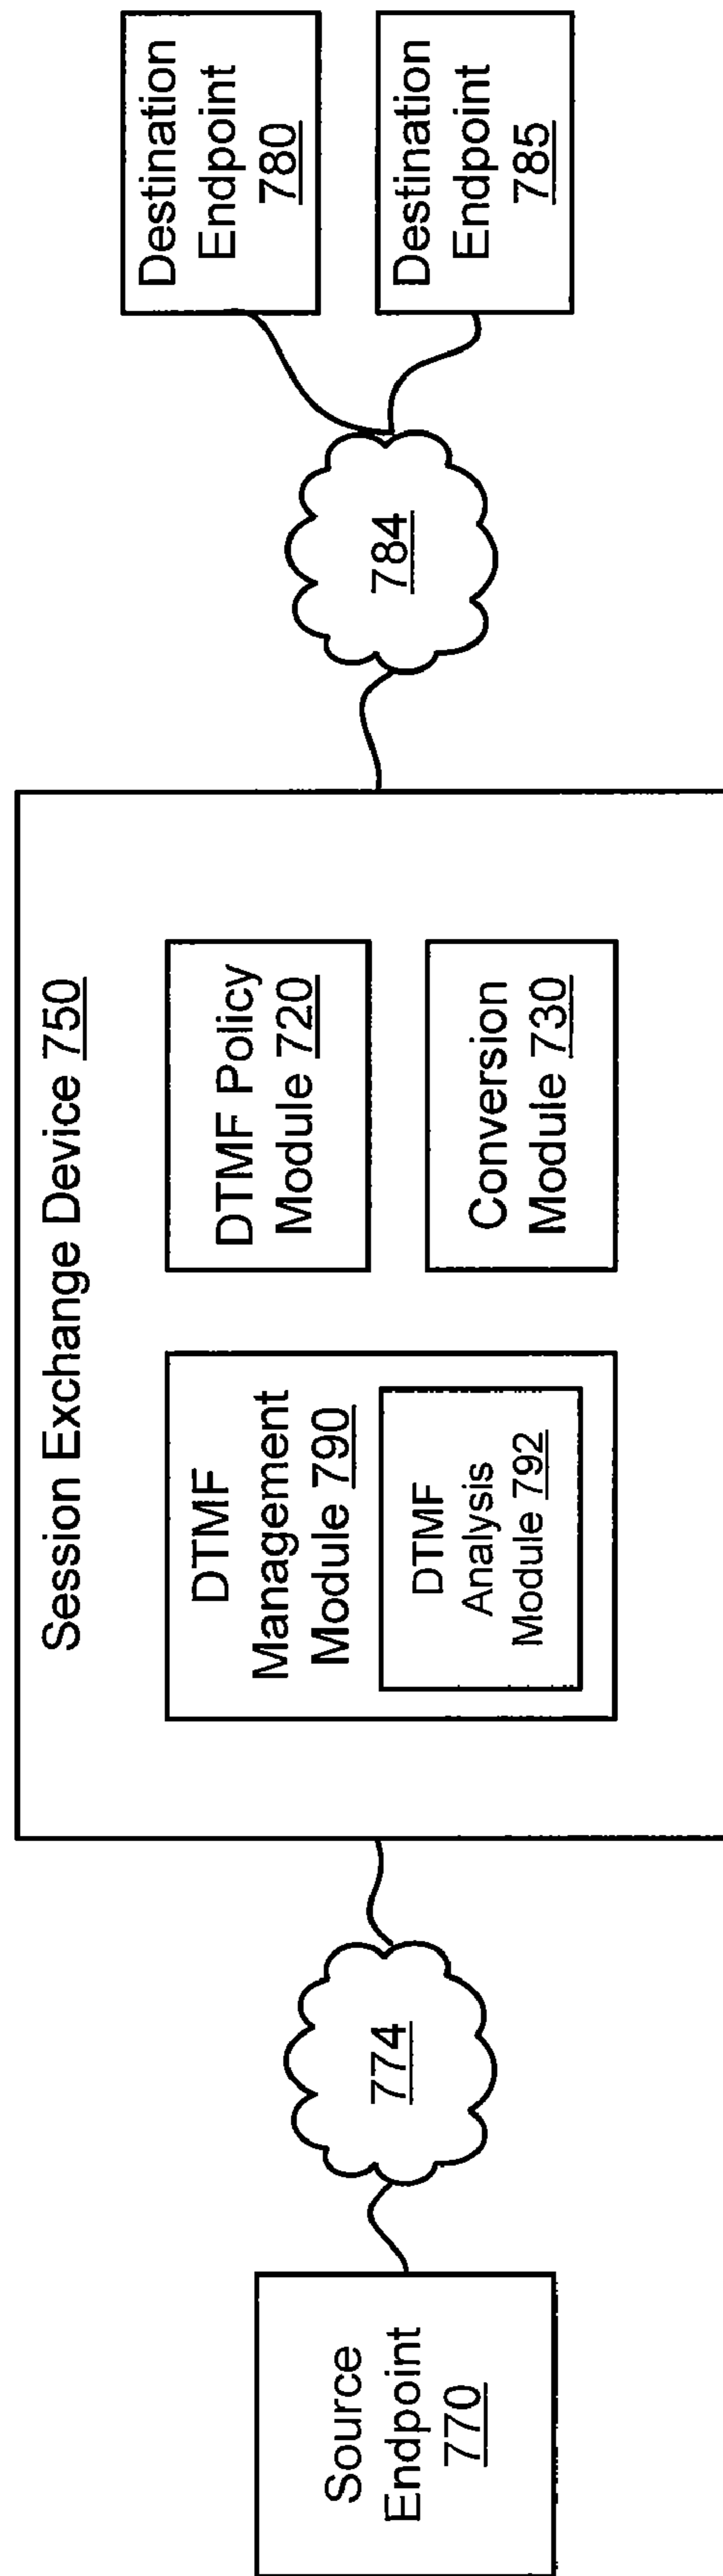 Source
Endpoint
770
774
Session Exchange Device 750
DTMF
Management
Module 790
DTMF
Analysis
Module 792
DTMF Policy
Module 720
Conversion
Module 730
784
Destination
Endpoint
780
Destination
Endpoint
785